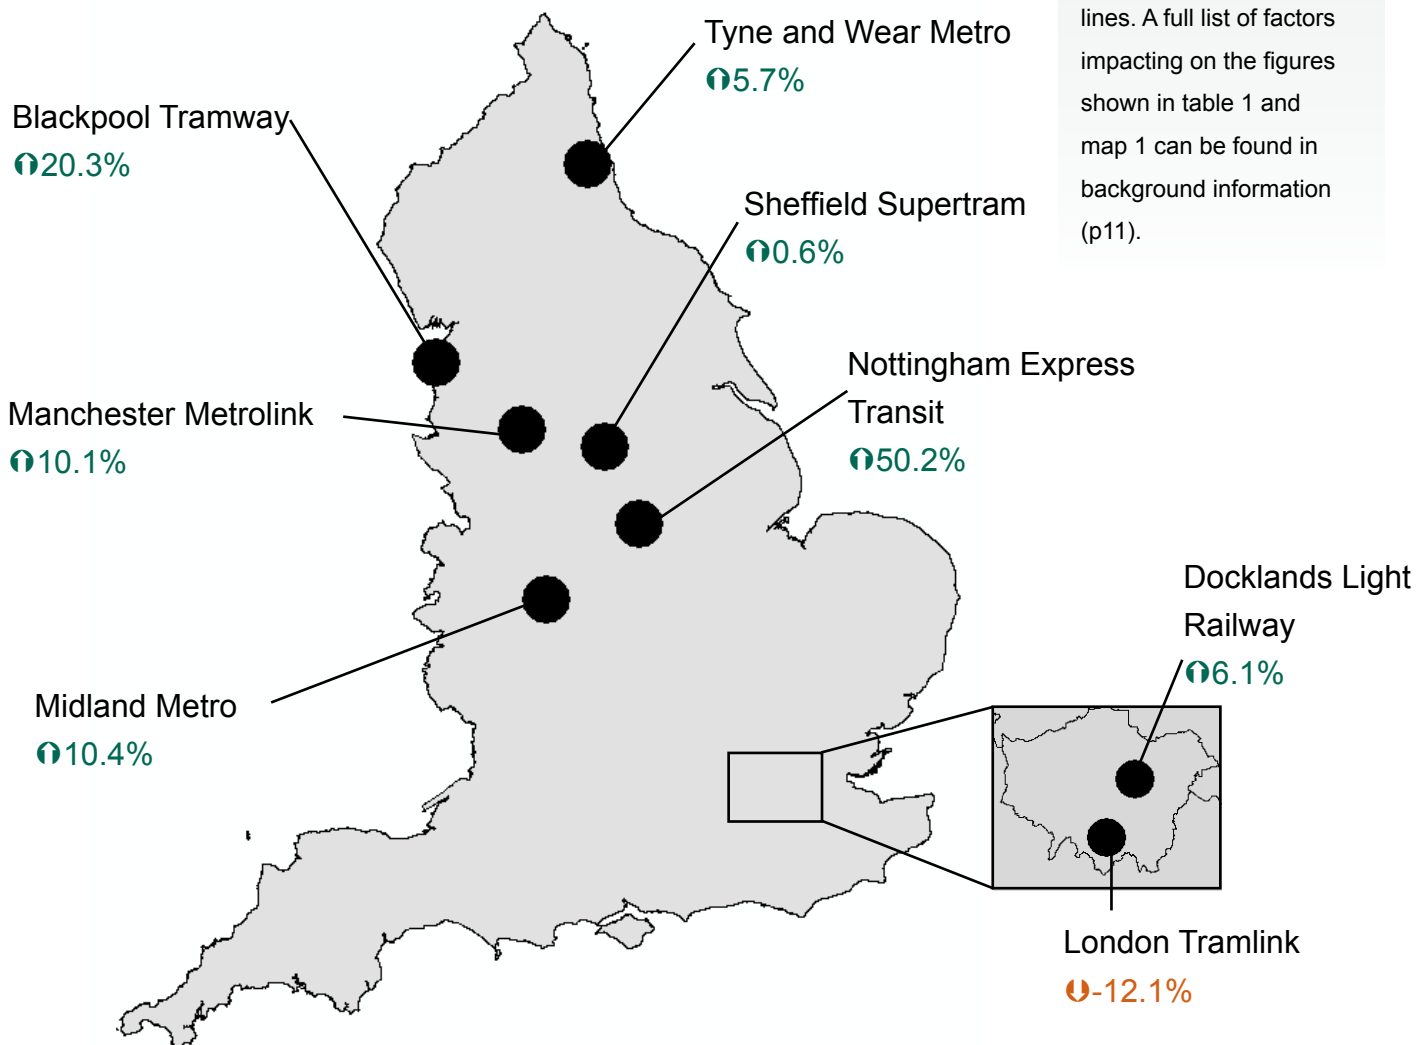 lines. A full list of factors
impacting on the figures
shown in table 1 and
map 1 can be found in
background information
(p11).
Tyne and Wear Metro
5.7%
Blackpool Tramway
20.3%
Sheffield Supertram
0.6%
Nottingham Express
Transit
50.2%
Manchester Metrolink
10.1%
Docklands Light
Railway
6.1%
Midland Metro
10.4%
London Tramlink
-12.1%